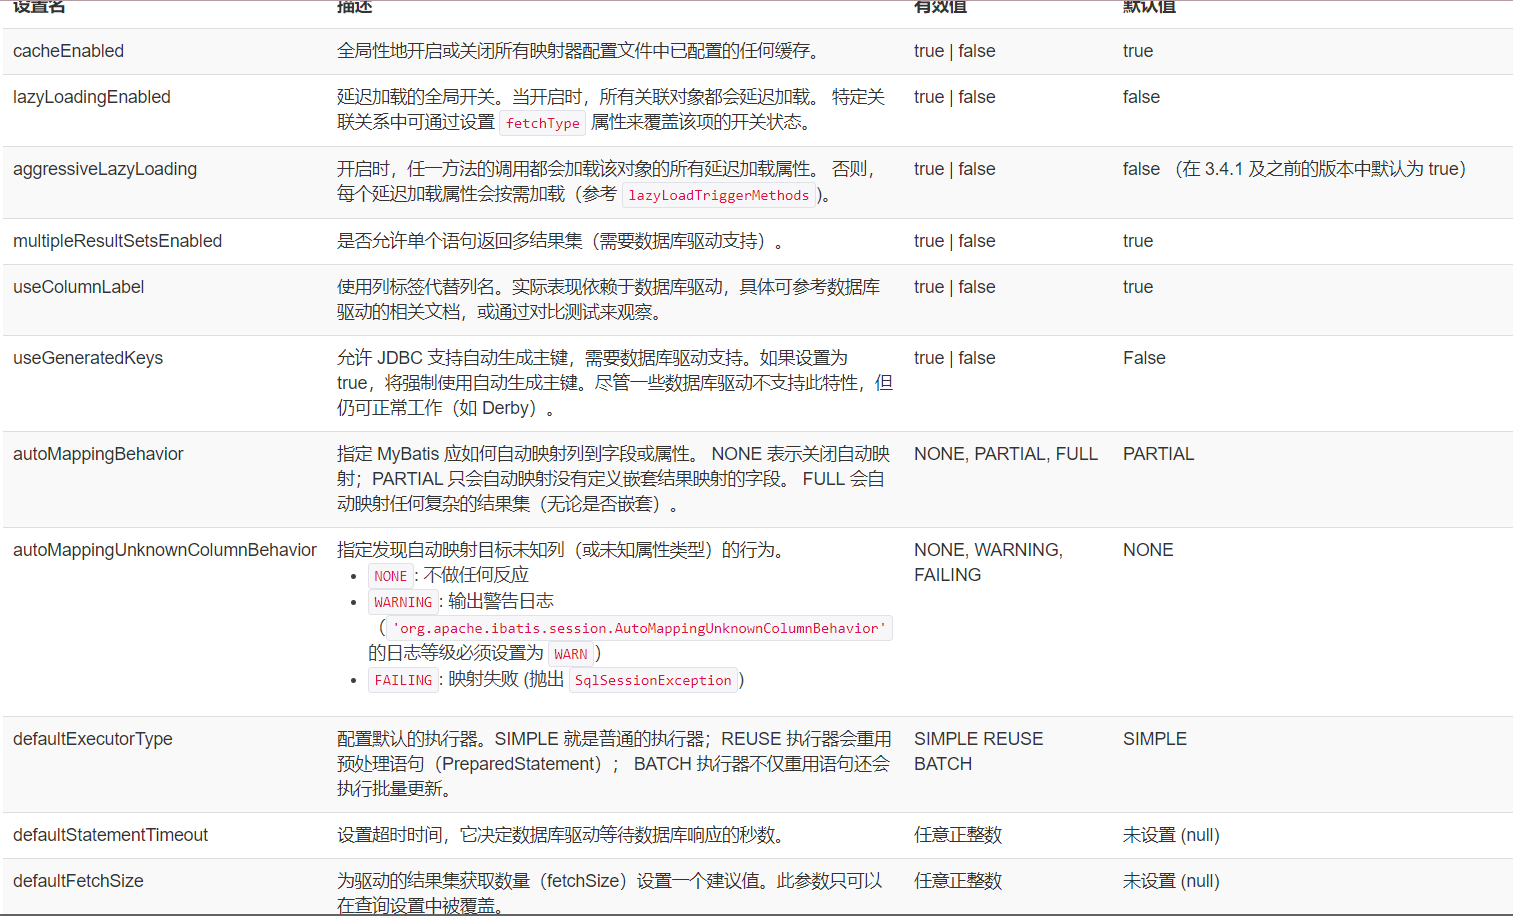 设置名 描述 有效值 默认值
cacheEnabled 全局性地开启或关闭所有映射器配置文件中已配置的任何缓存。 true | false true
lazyLoadingEnabled 延迟加载的全局开关。当开启时，所有关联对象都会延迟加载。 特定关 true | false false
联关系中可通过设置 fetchType 属性来覆盖该项的开关状态。
aggressiveLazyLoading 开启时，任一方法的调用都会加载该对象的所有延迟加载属性。 否则， true | false false （在 3.4.1 及之前的版本中默认为 true）
每个延迟加载属性会按需加载（参考 lazyLoadTriggerMethods)。
multipleResultSetsEnabled 是否允许单个语句返回多结果集（需要数据库驱动支持）。 true | false true
useColumnLabel 使用列标签代替列名。实际表现依赖于数据库驱动，具体可参考数据库 true | false true
驱动的相关文档，或通过对比测试来观察。
useGeneratedKeys 允许 JDBC 支持自动生成主键，需要数据库驱动支持。如果设置为 true | false False
true，将强制使用自动生成主键。尽管一些数据库驱动不支持此特性，但
仍可正常工作（如 Derby）。
autoMappingBehavior 指定 MyBatis 应如何自动映射列到字段或属性。 NONE 表示关闭自动映 NONE, PARTIAL, FULL PARTIAL
射；PARTIAL 只会自动映射没有定义嵌套结果映射的字段。 FULL 会自
动映射任何复杂的结果集（无论是否嵌套）。
autoMappingUnknownColumnBehavior 指定发现自动映射目标未知列（或未知属性类型）的行为。 NONE, WARNING, NONE
• NONE: 不做任何反应 FAILING
• WARNING: 输出警告日志
（'org.apache.ibatis.session.AutoMappingUnknownColumnBehavior'
的日志等级必须设置为 WARN)
• FAILING: 映射失败 (抛出 SqlSessionException)
defaultExecutorType 配置默认的执行器。SIMPLE 就是普通的执行器；REUSE 执行器会重用 SIMPLE REUSE SIMPLE
预处理语句（PreparedStatement）； BATCH 执行器不仅重用语句还会 BATCH
执行批量更新。
defaultStatementTimeout 设置超时时间，它决定数据库驱动等待数据库响应的秒数。 任意正整数 未设置 (null)
defaultFetchSize 为驱动的结果集获取数量（fetchSize）设置一个建议值。此参数只可以 任意正整数 未设置 (null)
在查询设置中被覆盖。